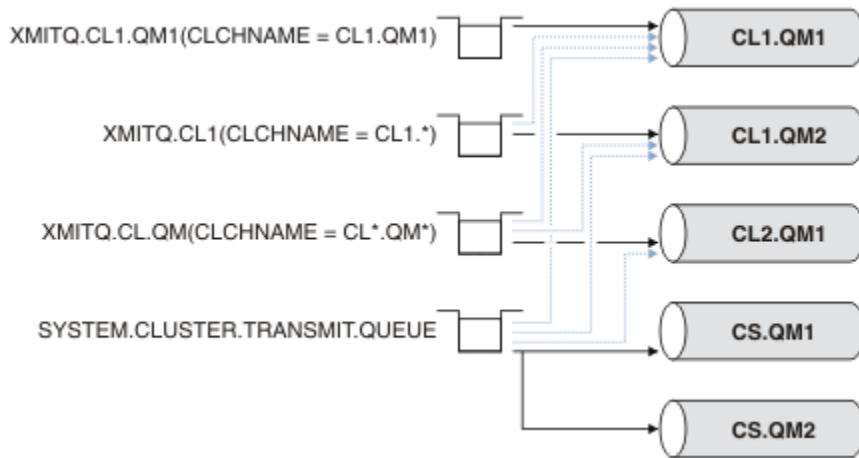 XMITQ.CL1.QM1(CLCHNAME = CL1.QM1)
CL1.QM1
XMITQ.CL1(CLCHNAME = CL1.*)
CL1.QM2
XMITQ.CL.QM(CLCHNAME = CL*.QM*)
CL2.QM1
SYSTEM.CLUSTER.TRANSMIT.QUEUE
CS.QM1
CS.QM2